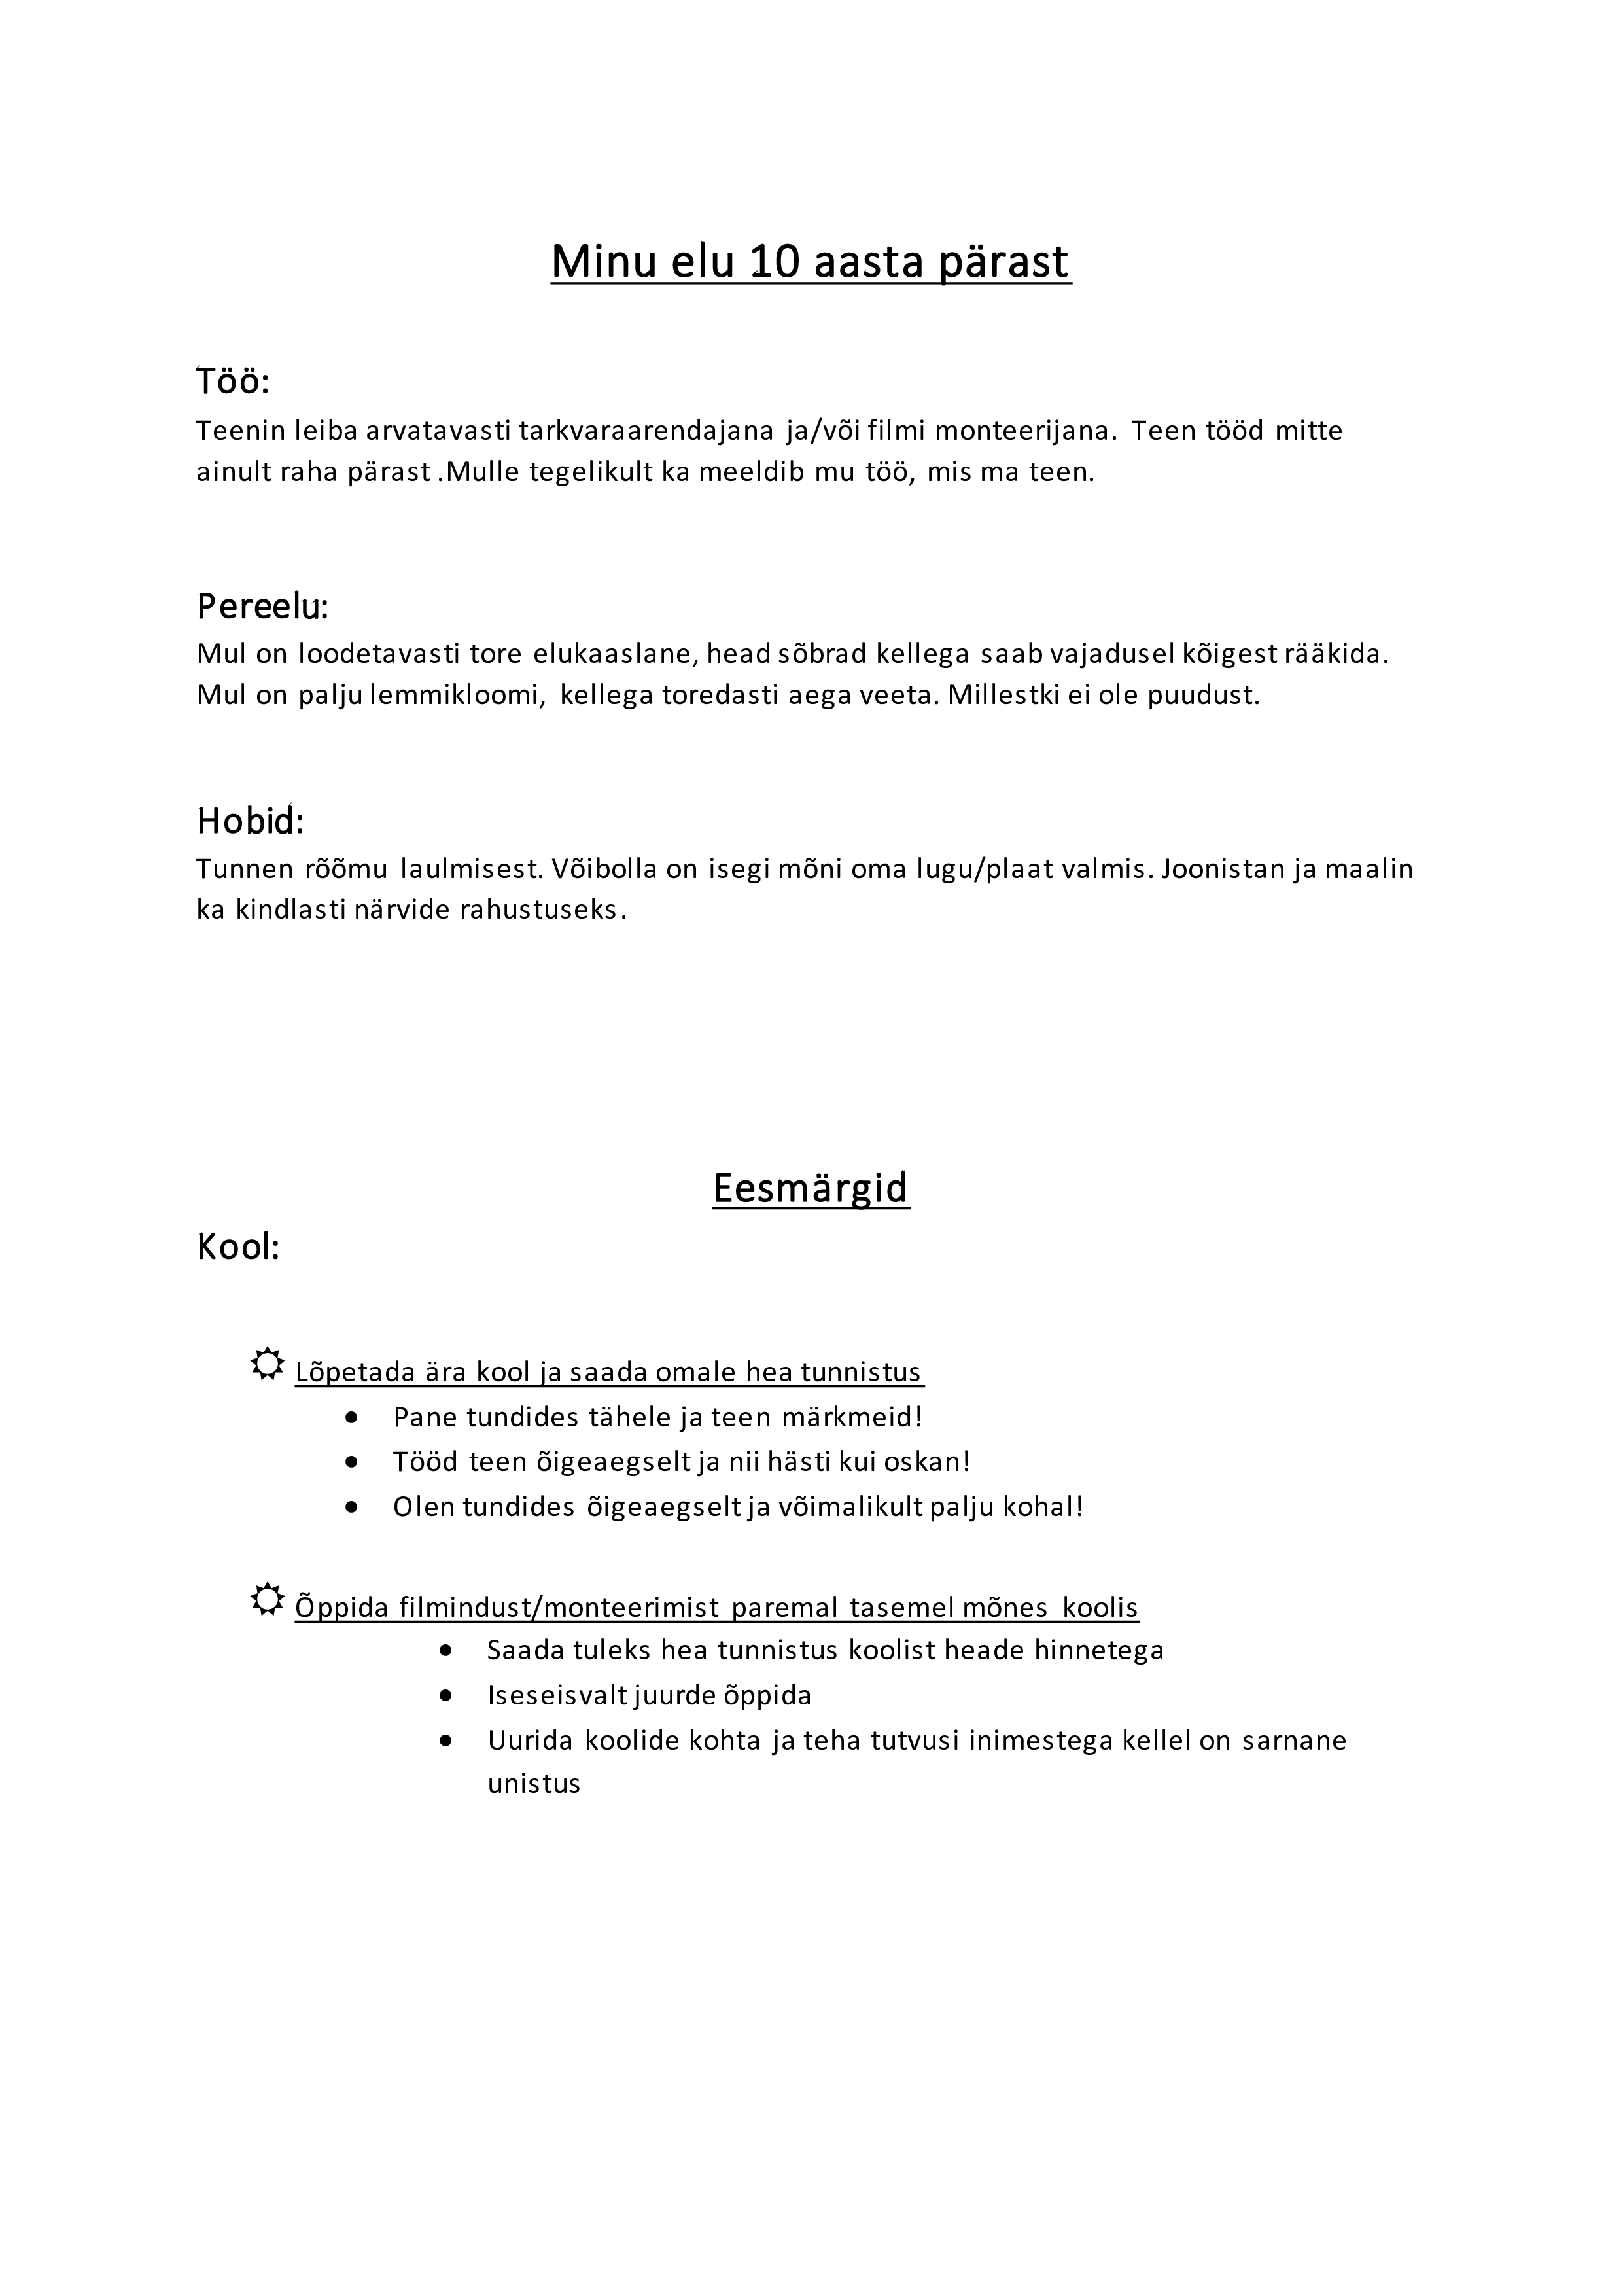 Minu elu 10 aasta pärast
Töö:
Teenin leiba arvatavasti tarkvaraarendajana ja/või filmi monteerijana. Teen tööd mitte
ainult raha pärast .Mulle tegelikult ka meeldib mu töö, mis ma teen.
Pereelu:
Mul on loodetavasti tore elukaaslane, head sõbrad kellega saab vajadusel kõigest rääkida.
Mul on palju lemmikloomi, kellega toredasti aega veeta. Millestki ei ole puudust.
Hobid:
Tunnen rõõmu laulmisest. Võibolla on isegi mõni oma lugu/plaat valmis. Joonistan ja maalin
ka kindlasti närvide rahustuseks.
Eesmärgid
Kool:
Lõpetada ära kool ja saada omale hea tunnistus
• Pane tundides tähele ja teen märkmeid!
• Tööd teen õigeaegselt ja nii hästi kui oskan!
• Olen tundides õigeaegselt ja võimalikult palju kohal!
Õppida filmindust/monteerimist paremal tasemel mõnes koolis
• Saada tuleks hea tunnistus koolist heade hinnetega
• Iseseisvalt juurde õppida
• Uurida koolide kohta ja teha tutvusi inimestega kellel on sarnane
unistus